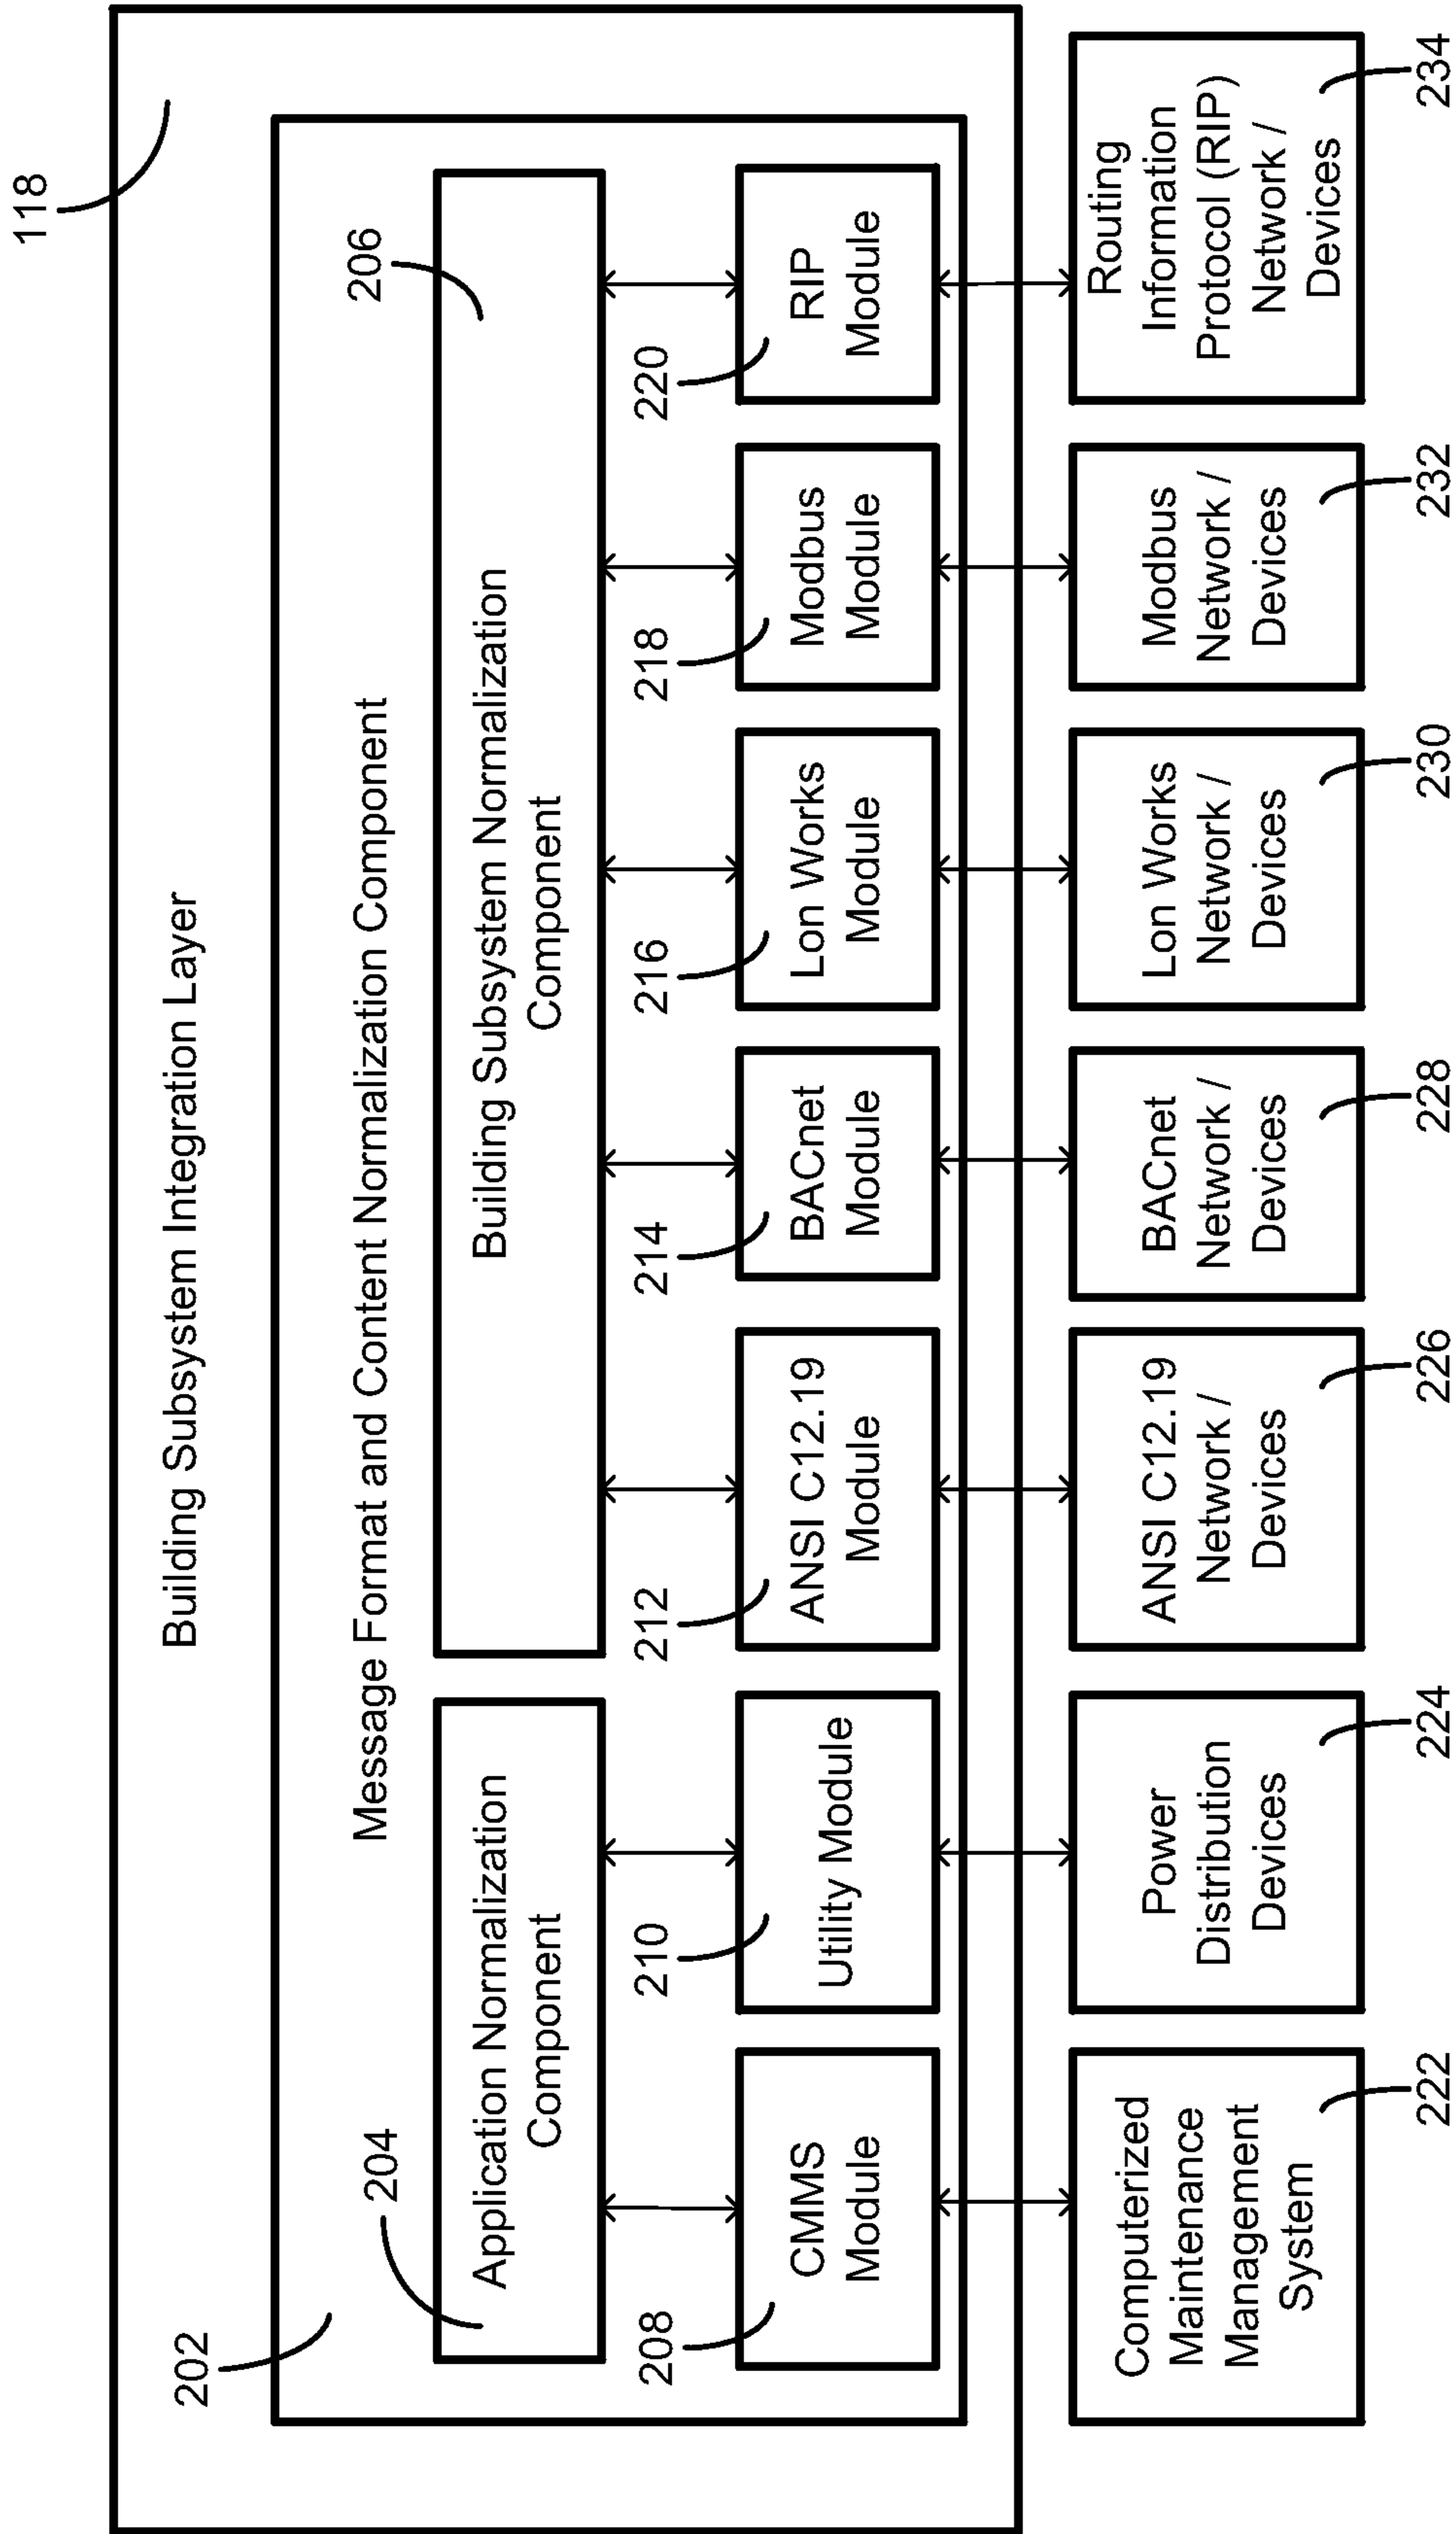 118
Building Subsystem Integration Layer
202
Message Format and Content Normalization Component
204
Application Normalization
Component
206
Building Subsystem Normalization
Component
208
CMMS
Module
210
Utility Module
212
ANSI C12.19
Module
214
BACnet
Module
216
Lon Works
Module
218
Modbus
Module
220
RIP
Module
Computerized
Maintenance
Management
System
222
Power
Distribution
Devices
224
ANSI C12.19
Network /
Devices
226
BACnet
Network /
Devices
228
Lon Works
Network /
Devices
230
Modbus
Network /
Devices
232
Routing
Information
Protocol (RIP)
Network /
Devices
234